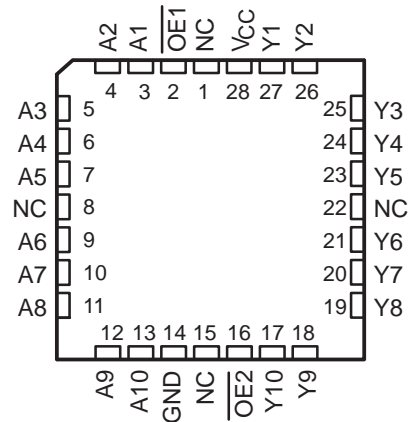 A2 A1 OE1 NC VCC Y1 Y2
4 3 2 1 28 27 26
A3 5 25 Y3
A4 6 24 Y4
A5 7 23 Y5
NC 8 22 NC
A6 9 21 Y6
A7 10 20 Y7
A8 11 19 Y8
12 13 14 15 16 17 18
A9 A10 GND NC OE2 Y10 Y9